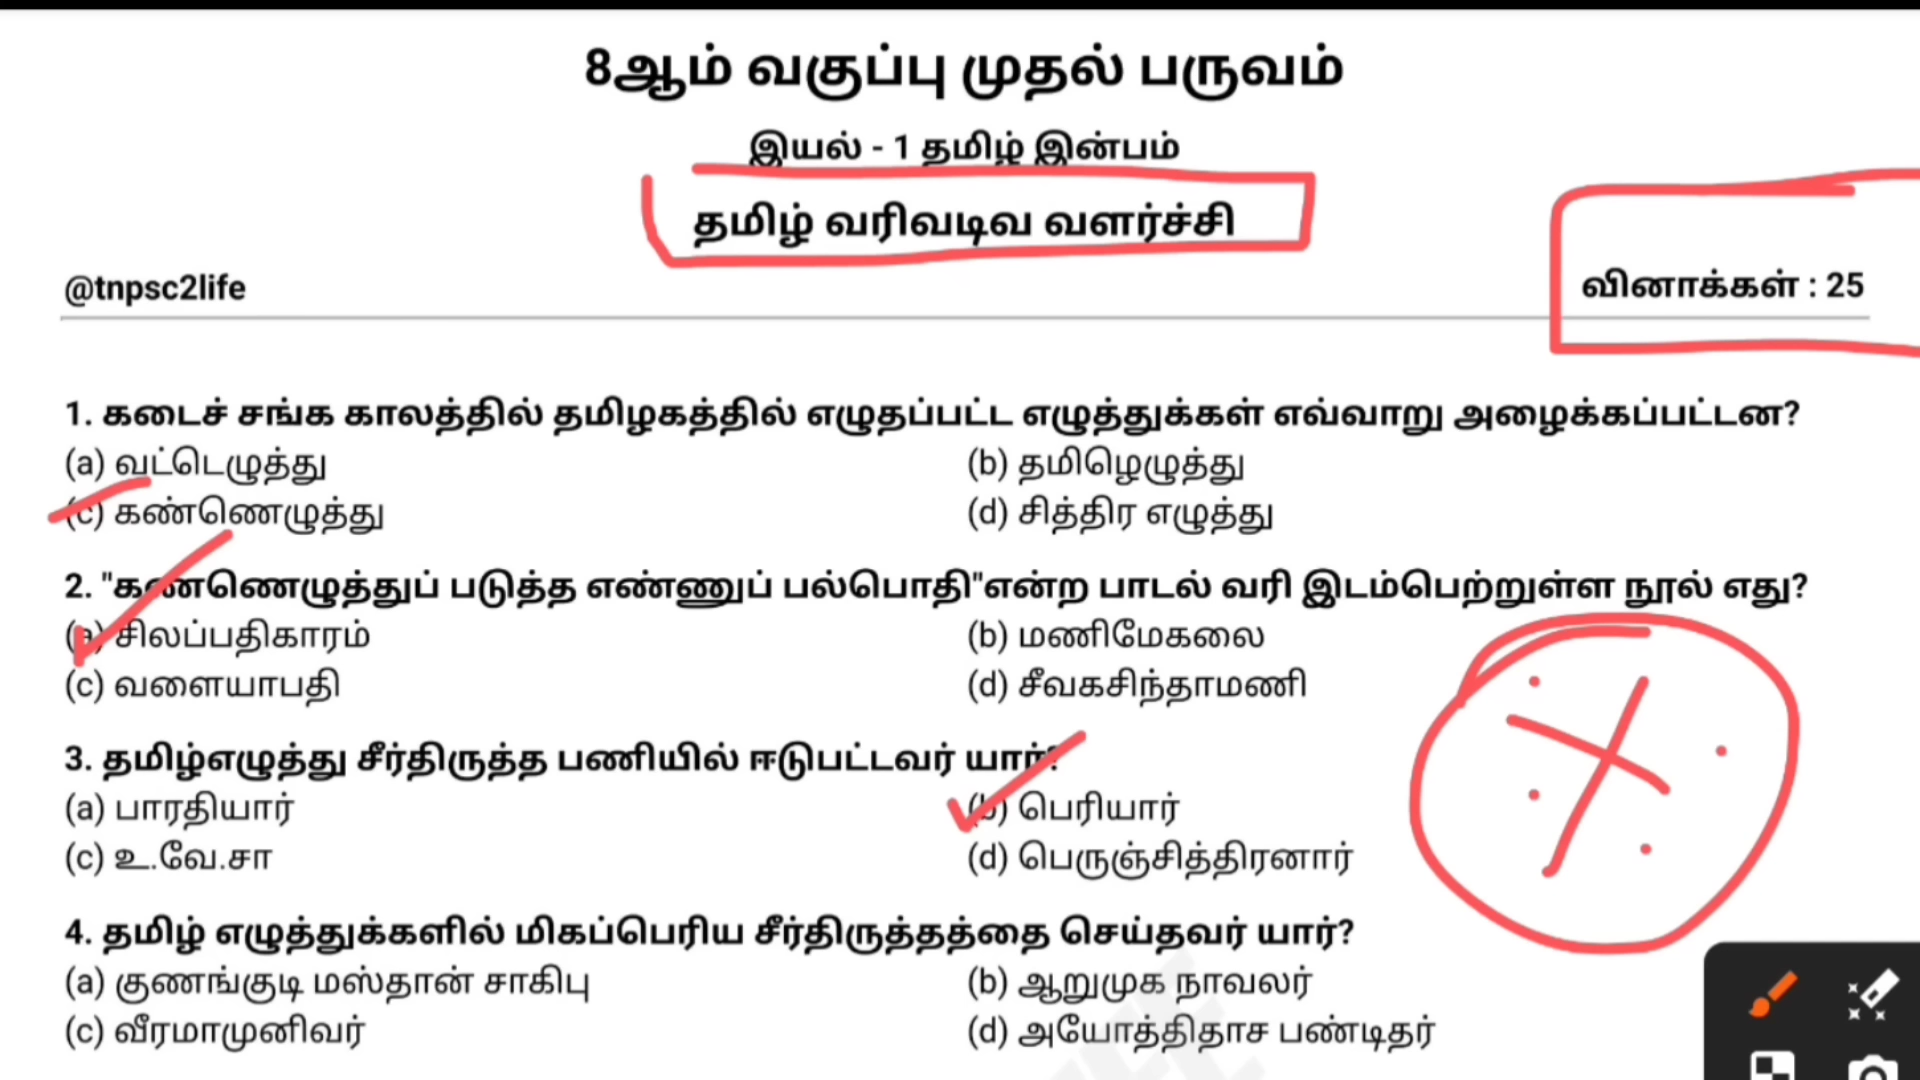 8ஆம் வகுப்பு முதல் பருவம்
இயல் - 1 தமிழ் இன்பம்
தமிழ் வரிவடிவ வளர்ச்சி
@tnpsc2life
வினாக்கள் : 25
1. கடைச் சங்க காலத்தில் தமிழகத்தில் எழுதப்பட்ட எழுத்துக்கள் எவ்வாறு அழைக்கப்பட்டன?
(a) வட்டெழுத்து (b) தமிழெழுத்து
(c) கண்ணெழுத்து (d) சித்திர எழுத்து
2. "கண்ணெழுத்துப் படுத்த எண்ணுப் பல்பொதி"என்ற பாடல் வரி இடம்பெற்றுள்ள நூல் எது?
(a) சிலப்பதிகாரம் (b) மணிமேகலை
(c) வளையாபதி (d) சீவகசிந்தாமணி
3. தமிழ்எழுத்து சீர்திருத்த பணியில் ஈடுபட்டவர் யார்?
(a) பாரதியார் (b) பெரியார்
(c) உ.வே.சா (d) பெருஞ்சித்திரனார்
4. தமிழ் எழுத்துக்களில் மிகப்பெரிய சீர்திருத்தத்தை செய்தவர் யார்?
(a) குணங்குடி மஸ்தான் சாகிபு (b) ஆறுமுக நாவலர்
(c) வீரமாமுனிவர் (d) அயோத்திதாச பண்டிதர்